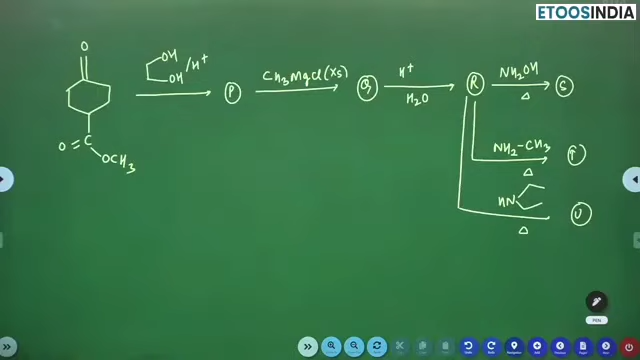 ETOOSINDIA
O
OH
OH /H⁺
P
CH₃MgCl(xs)
Q
H⁺
H₂O
R
NH₂OH
Δ
S
O
C
OCH₃
NH₂-CH₃
Δ
T
HN
Δ
U
PEN